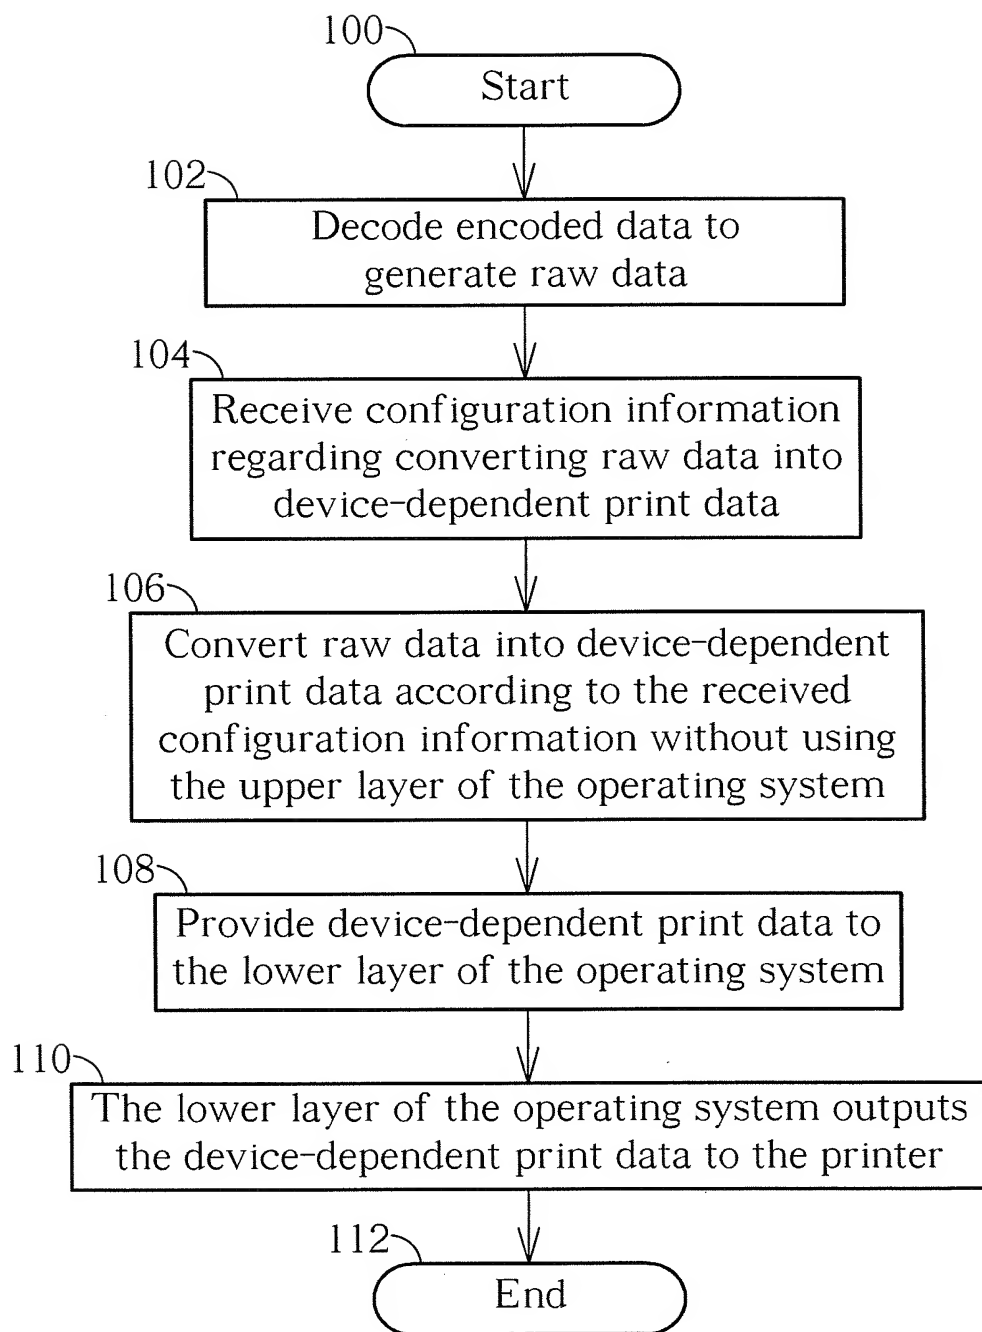 100
Start
102
Decode encoded data to
generate raw data
104
Receive configuration information
regarding converting raw data into
device-dependent print data
106
Convert raw data into device-dependent
print data according to the received
configuration information without using
the upper layer of the operating system
108
Provide device-dependent print data to
the lower layer of the operating system
110
The lower layer of the operating system outputs
the device-dependent print data to the printer
112
End